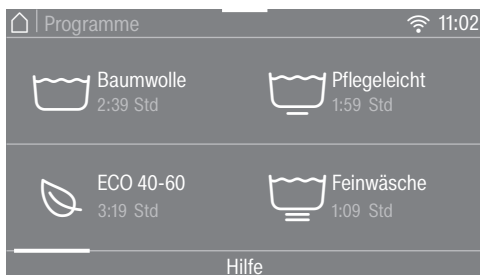 Programme 11:02
Baumwolle
2:39 Std
Pflegeleicht
1:59 Std
ECO 40-60
3:19 Std
Feinwäsche
1:09 Std
Hilfe